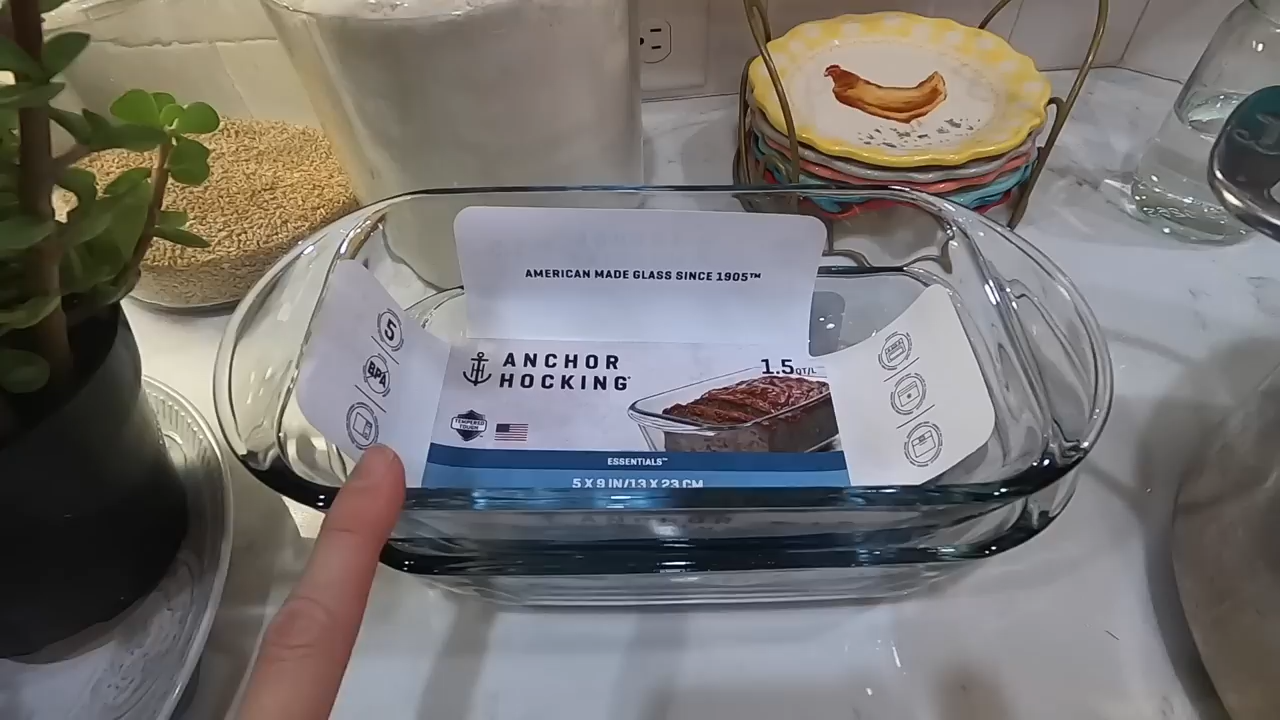 AMERICAN MADE GLASS SINCE 1905™
5
BPA
ANCHOR
HOCKING
1.5 QT/L
TEMPERED
TOUGH
ESSENTIALS™
5 X 9 IN/13 X 23 CM